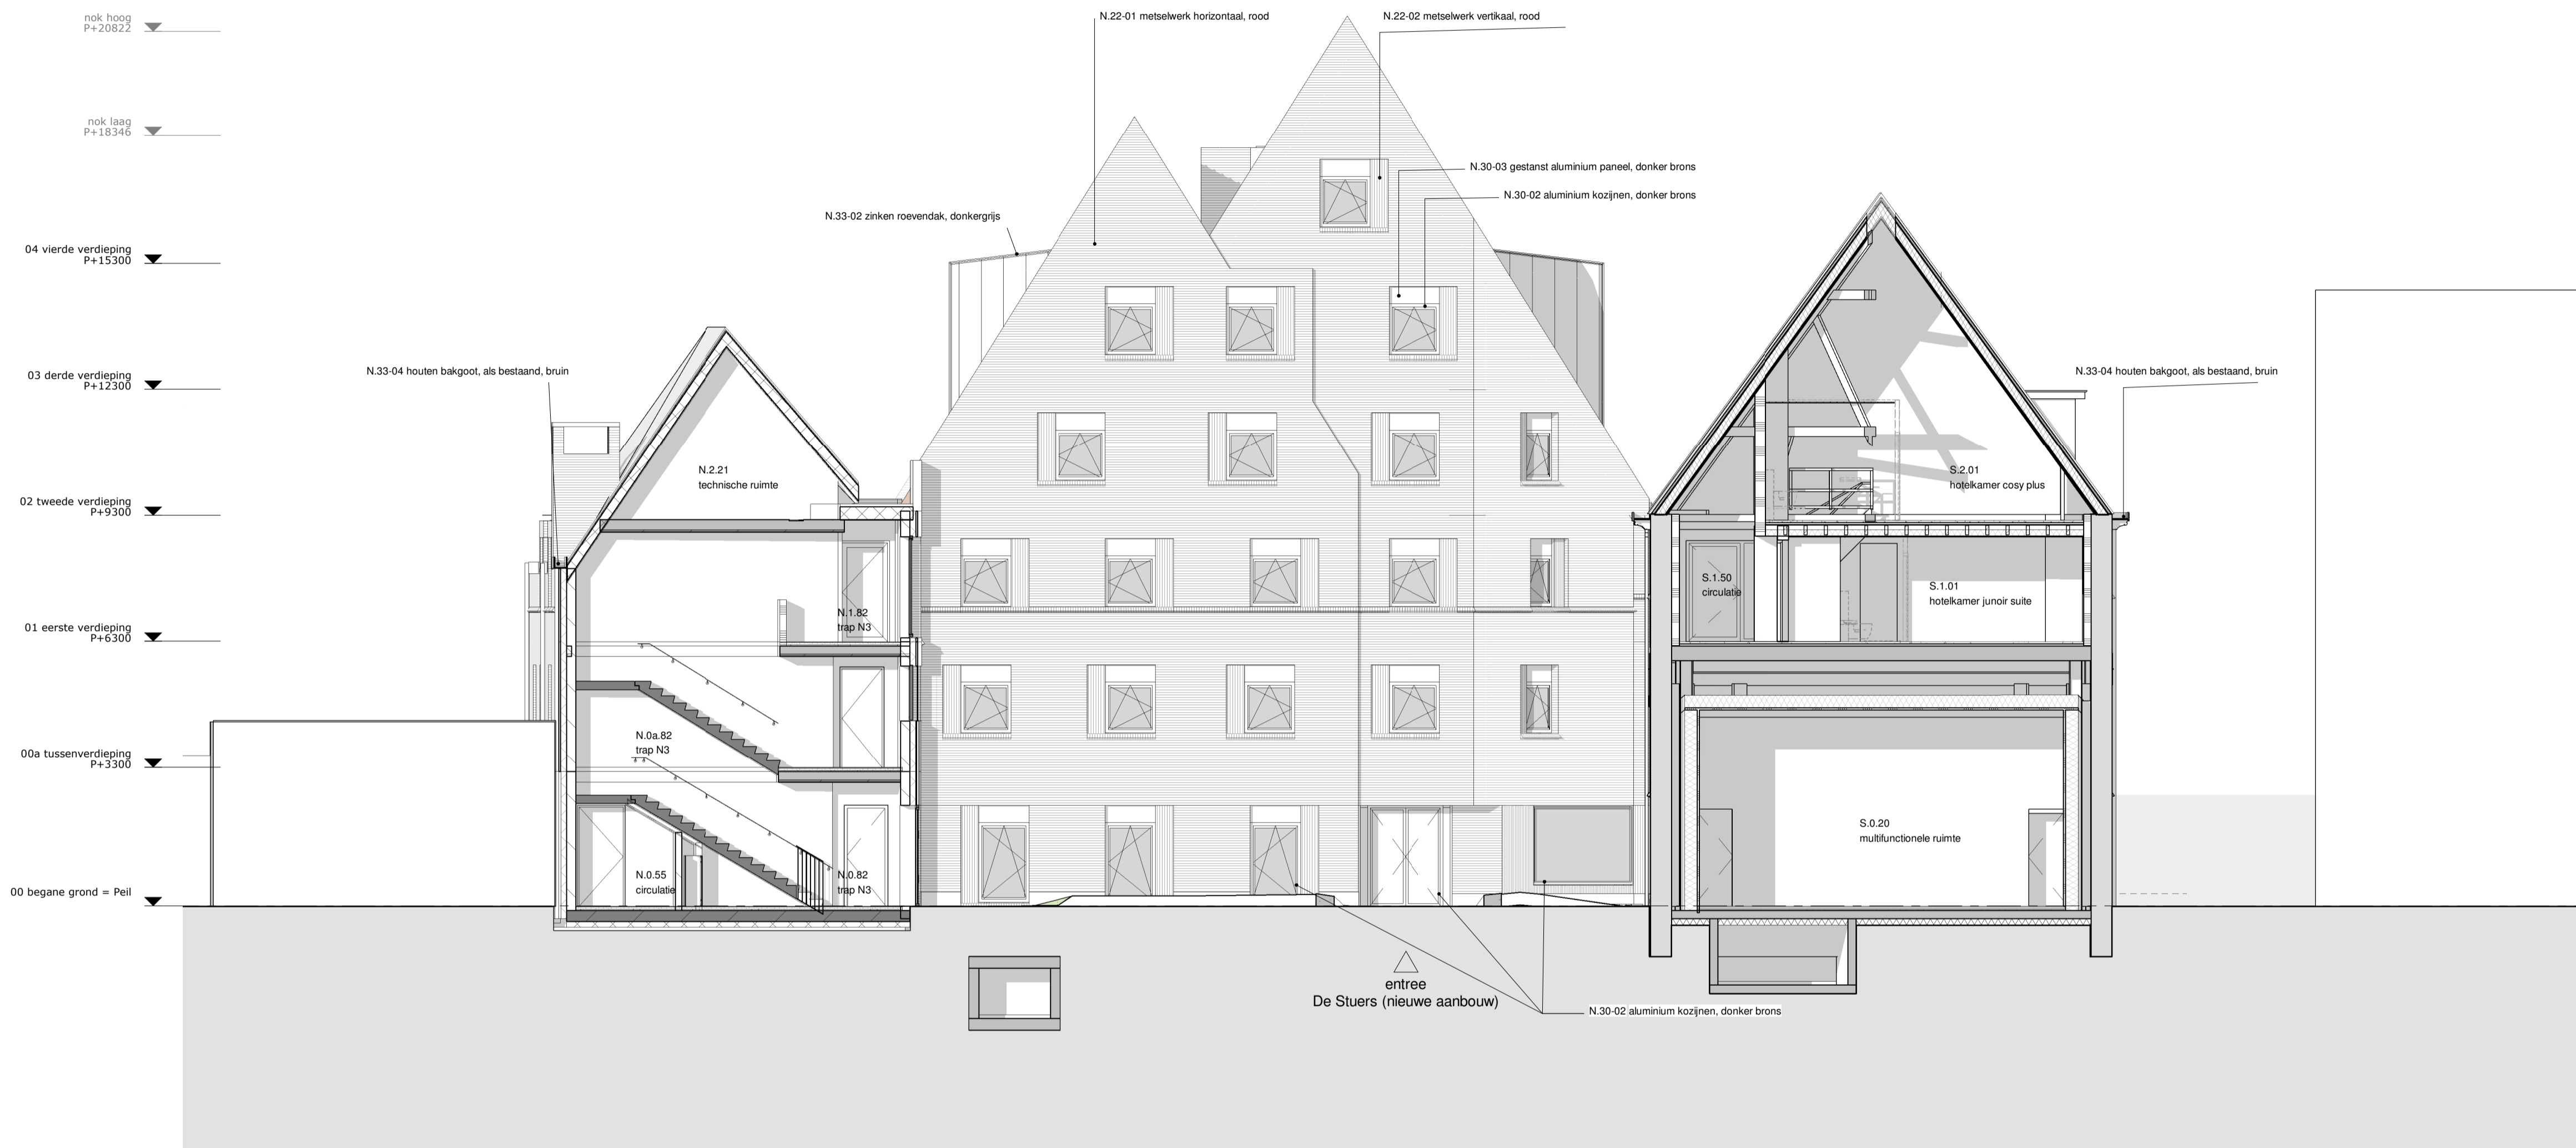 nok hoog
P+20822
N.22-01 metselwerk horizontaal, rood
N.22-02 metselwerk vertikaal, rood
nok laag
P+18346
N.30-03 gestanst aluminium paneel, donker brons
N.30-02 aluminium kozijnen, donker brons
N.33-02 zinken roevendak, donkergrijs
04 vierde verdieping
P+15300
03 derde verdieping
P+12300
N.33-04 houten bakgoot, als bestaand, bruin
N.33-04 houten bakgoot, als bestaand, bruin
N.2.21
technische ruimte
S.2.01
hotelkamer cosy plus
02 tweede verdieping
P+9300
S.1.50
circulatie
S.1.01
hotelkamer junoir suite
N.1.82
trap N3
01 eerste verdieping
P+6300
N.0a.82
trap N3
00a tussenverdieping
P+3300
S.0.20
multifunctionele ruimte
N.0.55
circulatie
N.0.82
trap N3
00 begane grond = Peil
entree
De Stuers (nieuwe aanbouw)
N.30-02 aluminium kozijnen, donker brons